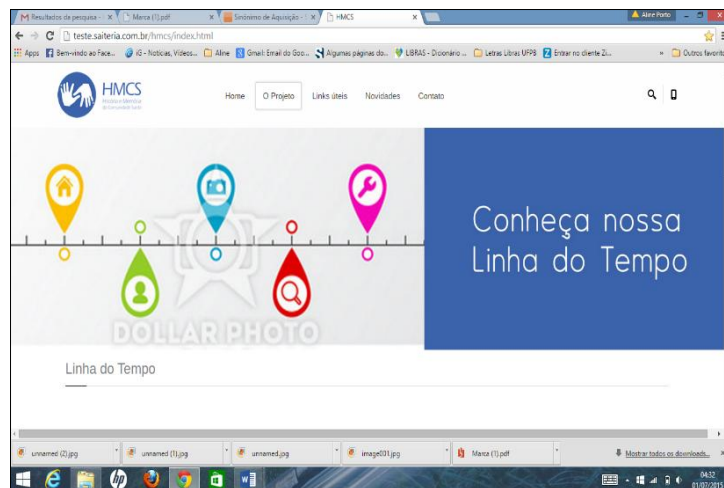 Resultados da pesquisa -
Marca (1).pdf
Sinônimo de Aquisição -
HMCS
Aline Porto
teste.saiteria.com.br/hmcs/index.html
Apps
Bem-vindo ao Face...
iG - Notícias, Vídeos...
Aline
Gmail: Email do Goo...
Algumas páginas do...
LIBRAS - Dicionário ...
Letras Libras UFPB
Entrar no cliente Zi...
»
Outros favoritos
HMCS
Home
O Projeto
Links úteis
Novidades
Contato
Conheça nossa
Linha do Tempo
DOLLAR PHOTO
Linha do Tempo
unnamed (2).jpg
unnamed (1).jpg
unnamed.jpg
image001.jpg
Marca (1).pdf
Mostrar todos os downloads...
04:32
01/07/2015